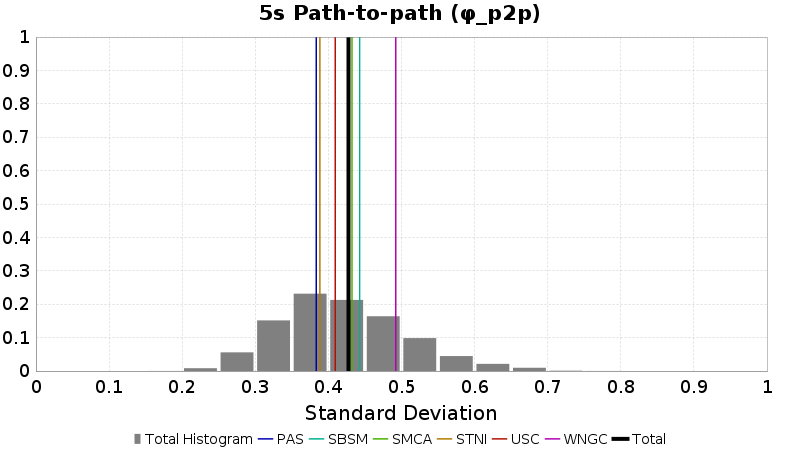 5s Path-to-path (φ_p2p)
1
0.9
0.8
0.7
0.6
0.5
0.4
0.3
0.2
0.1
0
0 0.1 0.2 0.3 0.4 0.5 0.6 0.7 0.8 0.9 1
Standard Deviation
Total Histogram PAS SBSM SMCA STNI USC WNGC Total